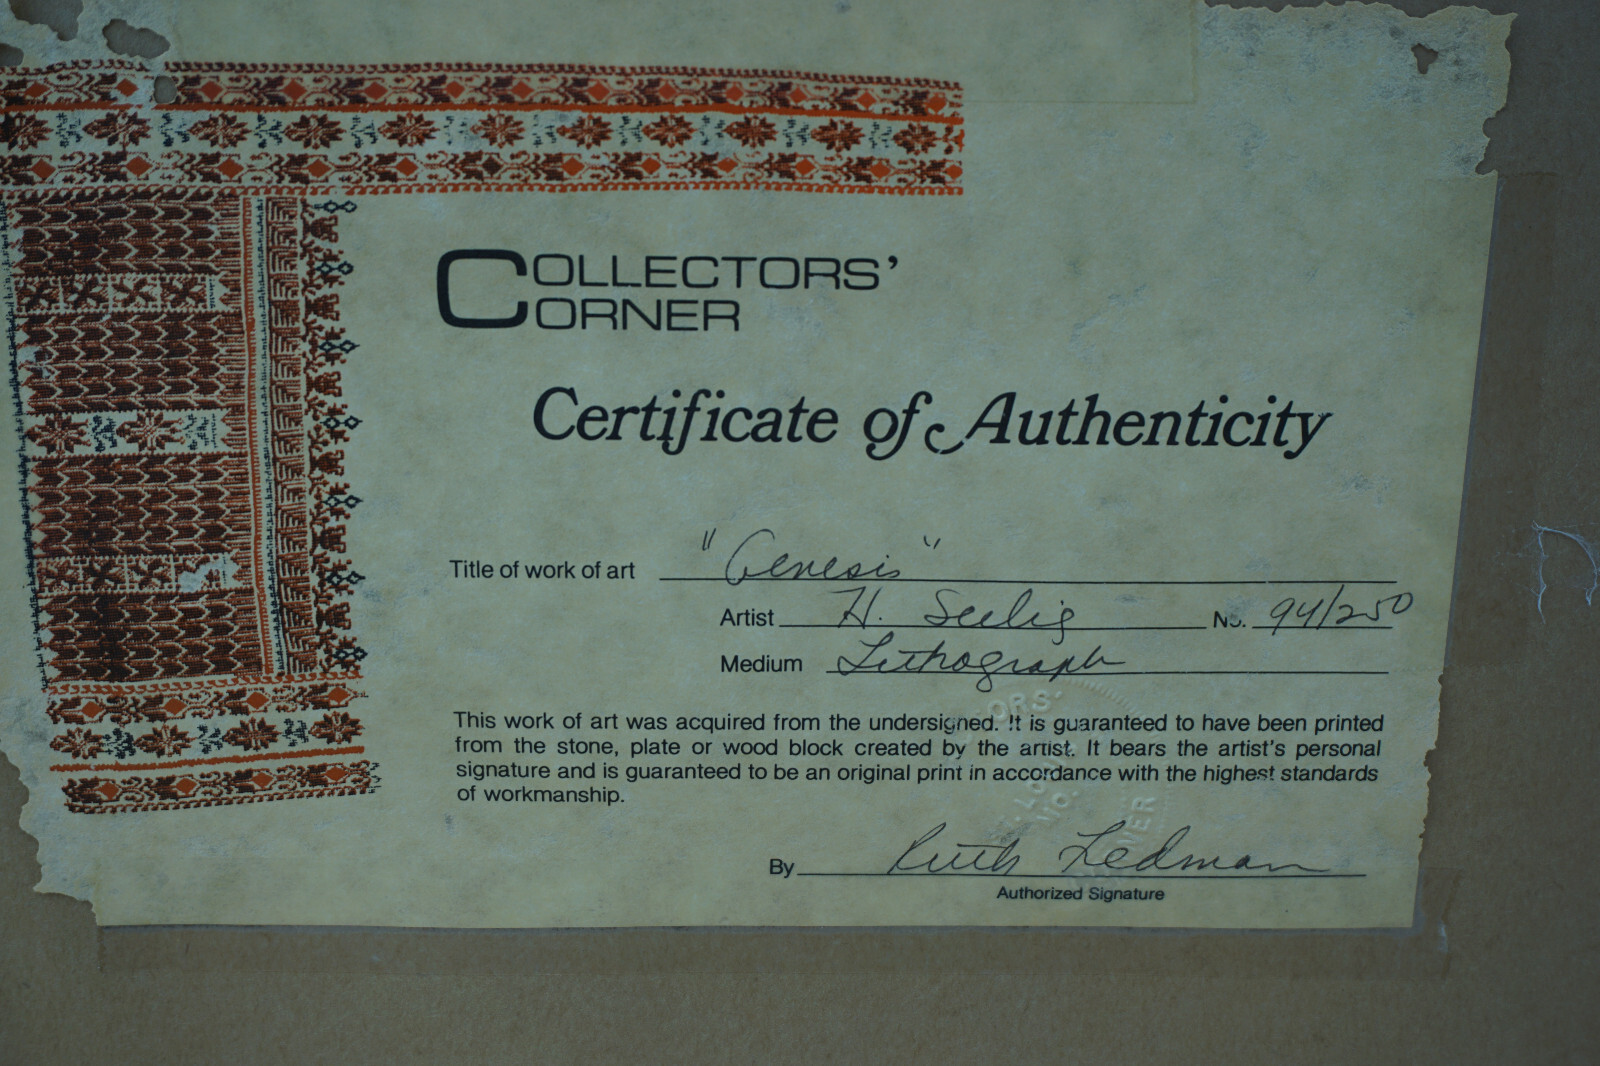 COLLECTORS'
CORNER
Certificate of Authenticity
Title of work of art "Genesis"
Artist H. Seelig No. 94/250
Medium Lithograph
This work of art was acquired from the undersigned. It is guaranteed to have been printed
from the stone, plate or wood block created by the artist. It bears the artist's personal
signature and is guaranteed to be an original print in accordance with the highest standards
of workmanship.
By Ruth Ledman
Authorized Signature